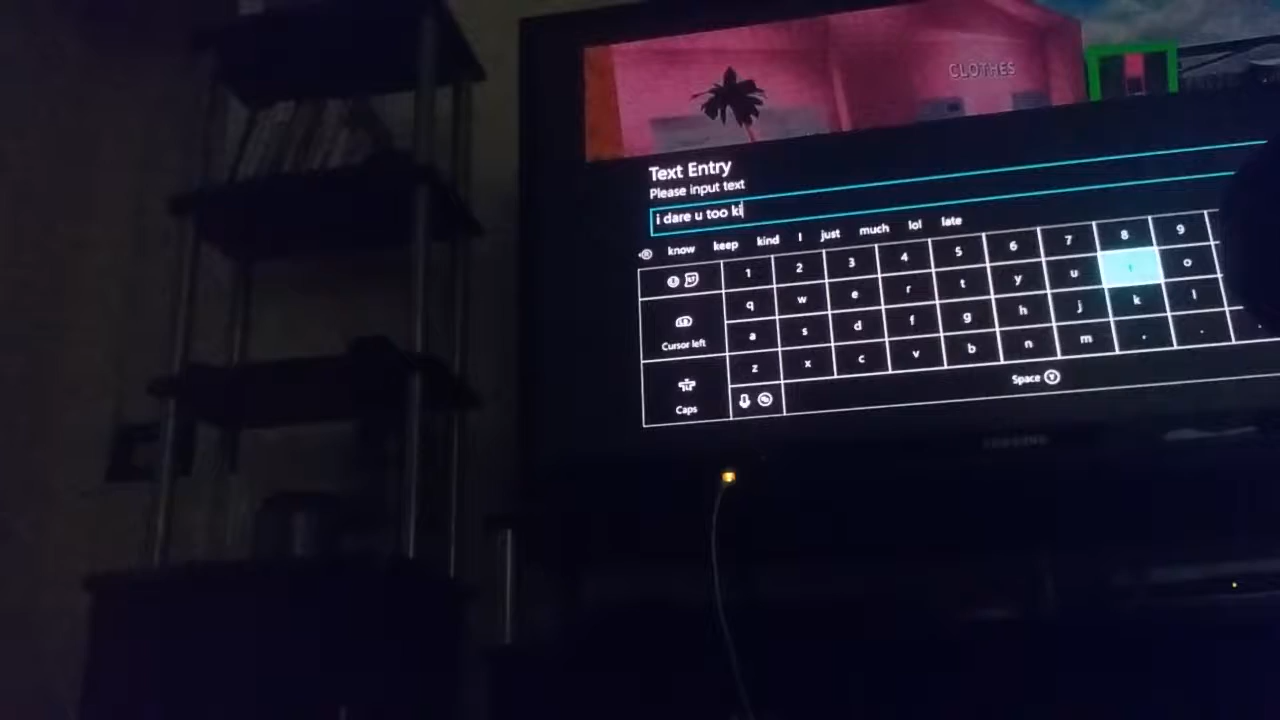 CLOTHES
Text Entry
Please input text
i dare u too ki
know keep kind I just much lol late
1 2 3 4 5 6 7 8 9
q w e r t y u i o
Cursor left
a s d f g h j k l
z x c v b n m
Caps
Space Y
SAMSUNG